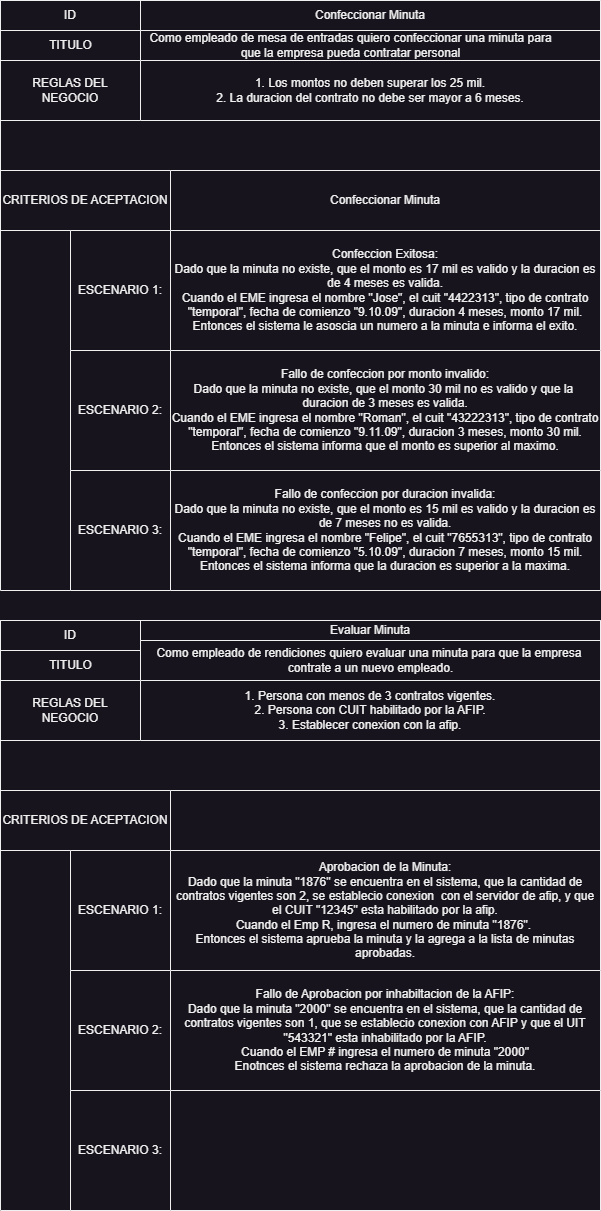 ID
Confeccionar Minuta
TITULO
Como empleado de mesa de entradas quiero confeccionar una minuta para
que la empresa pueda contratar personal
REGLAS DEL
NEGOCIO
1. Los montos no deben superar los 25 mil.
2. La duracion del contrato no debe ser mayor a 6 meses.
CRITERIOS DE ACEPTACION
Confeccionar Minuta
ESCENARIO 1:
Confeccion Exitosa:
Dado que la minuta no existe, que el monto es 17 mil es valido y la duracion es
de 4 meses es valida.
Cuando el EME ingresa el nombre "Jose", el cuit "4422313", tipo de contrato
"temporal", fecha de comienzo "9.10.09", duracion 4 meses, monto 17 mil.
Entonces el sistema le asoscia un numero a la minuta e informa el exito.
ESCENARIO 2:
Fallo de confeccion por monto invalido:
Dado que la minuta no existe, que el monto 30 mil no es valido y que la
duracion de 3 meses es valida.
Cuando el EME ingresa el nombre "Roman", el cuit "43222313", tipo de contrato
"temporal", fecha de comienzo "9.11.09", duracion 3 meses, monto 30 mil.
Entonces el sistema informa que el monto es superior al maximo.
ESCENARIO 3:
Fallo de confeccion por duracion invalida:
Dado que la minuta no existe, que el monto es 15 mil es valido y la duracion es
de 7 meses no es valida.
Cuando el EME ingresa el nombre "Felipe", el cuit "7655313", tipo de contrato
"temporal", fecha de comienzo "5.10.09", duracion 7 meses, monto 15 mil.
Entonces el sistema informa que la duracion es superior a la maxima.
ID
Evaluar Minuta
TITULO
Como empleado de rendiciones quiero evaluar una minuta para que la empresa
contrate a un nuevo empleado.
REGLAS DEL
NEGOCIO
1. Persona con menos de 3 contratos vigentes.
2. Persona con CUIT habilitado por la AFIP.
3. Establecer conexion con la afip.
CRITERIOS DE ACEPTACION
ESCENARIO 1:
Aprobacion de la Minuta:
Dado que la minuta "1876" se encuentra en el sistema, que la cantidad de
contratos vigentes son 2, se establecio conexion con el servidor de afip, y que
el CUIT "12345" esta habilitado por la afip.
Cuando el Emp R, ingresa el numero de minuta "1876".
Entonces el sistema aprueba la minuta y la agrega a la lista de minutas
aprobadas.
ESCENARIO 2:
Fallo de Aprobacion por inhabiltacion de la AFIP:
Dado que la minuta "2000" se encuentra en el sistema, que la cantidad de
contratos vigentes son 1, que se establecio conexion con AFIP y que el UIT
"543321" esta inhabilitado por la AFIP.
Cuando el EMP # ingresa el numero de minuta "2000"
Enotnces el sistema rechaza la aprobacion de la minuta.
ESCENARIO 3: